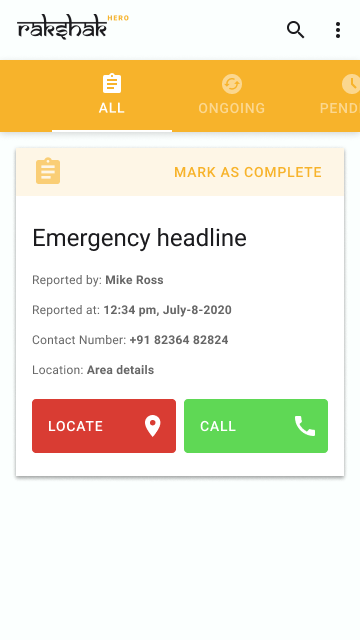 rakshak HERO
ALL ONGOING PEND
MARK AS COMPLETE
Emergency headline
Reported by: Mike Ross
Reported at: 12:34 pm, July-8-2020
Contact Number: +91 82364 82824
Location: Area details
LOCATE CALL